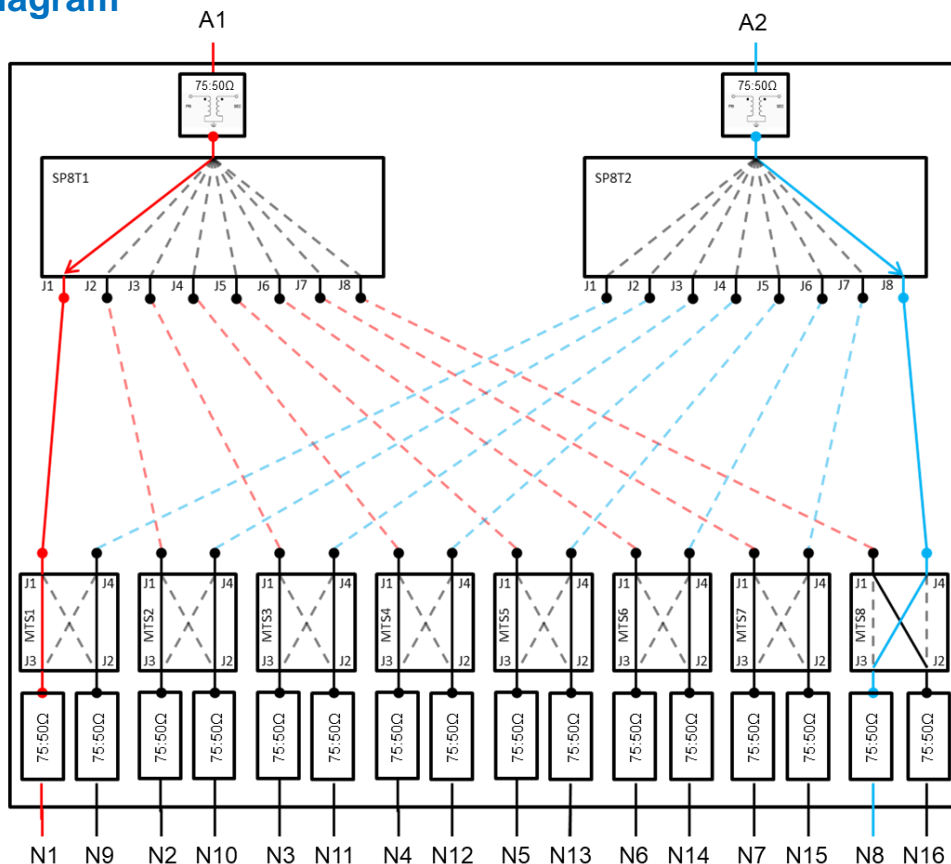 agram
A1 A2
75:50Ω 75:50Ω
SP8T1 SP8T2
J1 J2 J3 J4 J5 J6 J7 J8 J1 J2 J3 J4 J5 J6 J7 J8
J1 J4 J1 J4 J1 J4 J1 J4 J1 J4 J1 J4 J1 J4 J1 J4
MTS1 MTS2 MTS3 MTS4 MTS5 MTS6 MTS7 MTS8
J3 J2 J3 J2 J3 J2 J3 J2 J3 J2 J3 J2 J3 J2 J3 J2
75:50Ω 75:50Ω 75:50Ω 75:50Ω 75:50Ω 75:50Ω 75:50Ω 75:50Ω 75:50Ω 75:50Ω 75:50Ω 75:50Ω 75:50Ω 75:50Ω 75:50Ω 75:50Ω
N1 N9 N2 N10 N3 N11 N4 N12 N5 N13 N6 N14 N7 N15 N8 N16